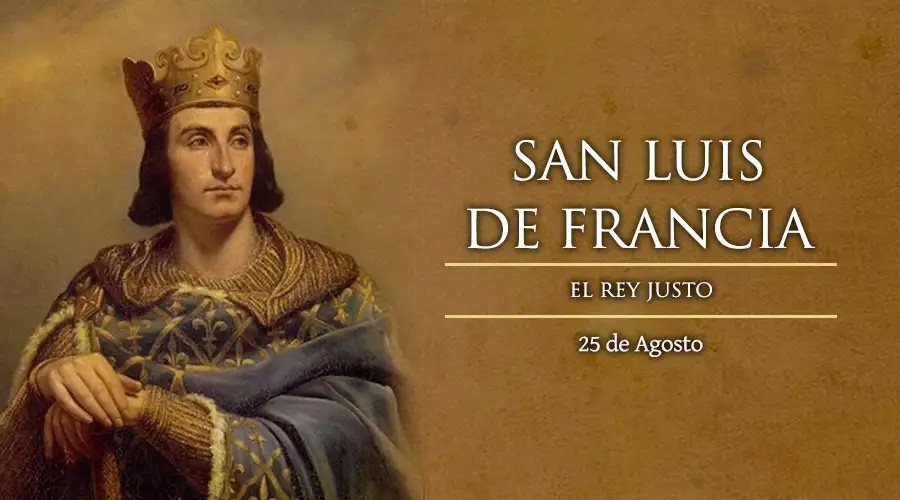 SAN LUIS
DE FRANCIA
EL REY JUSTO
25 de Agosto